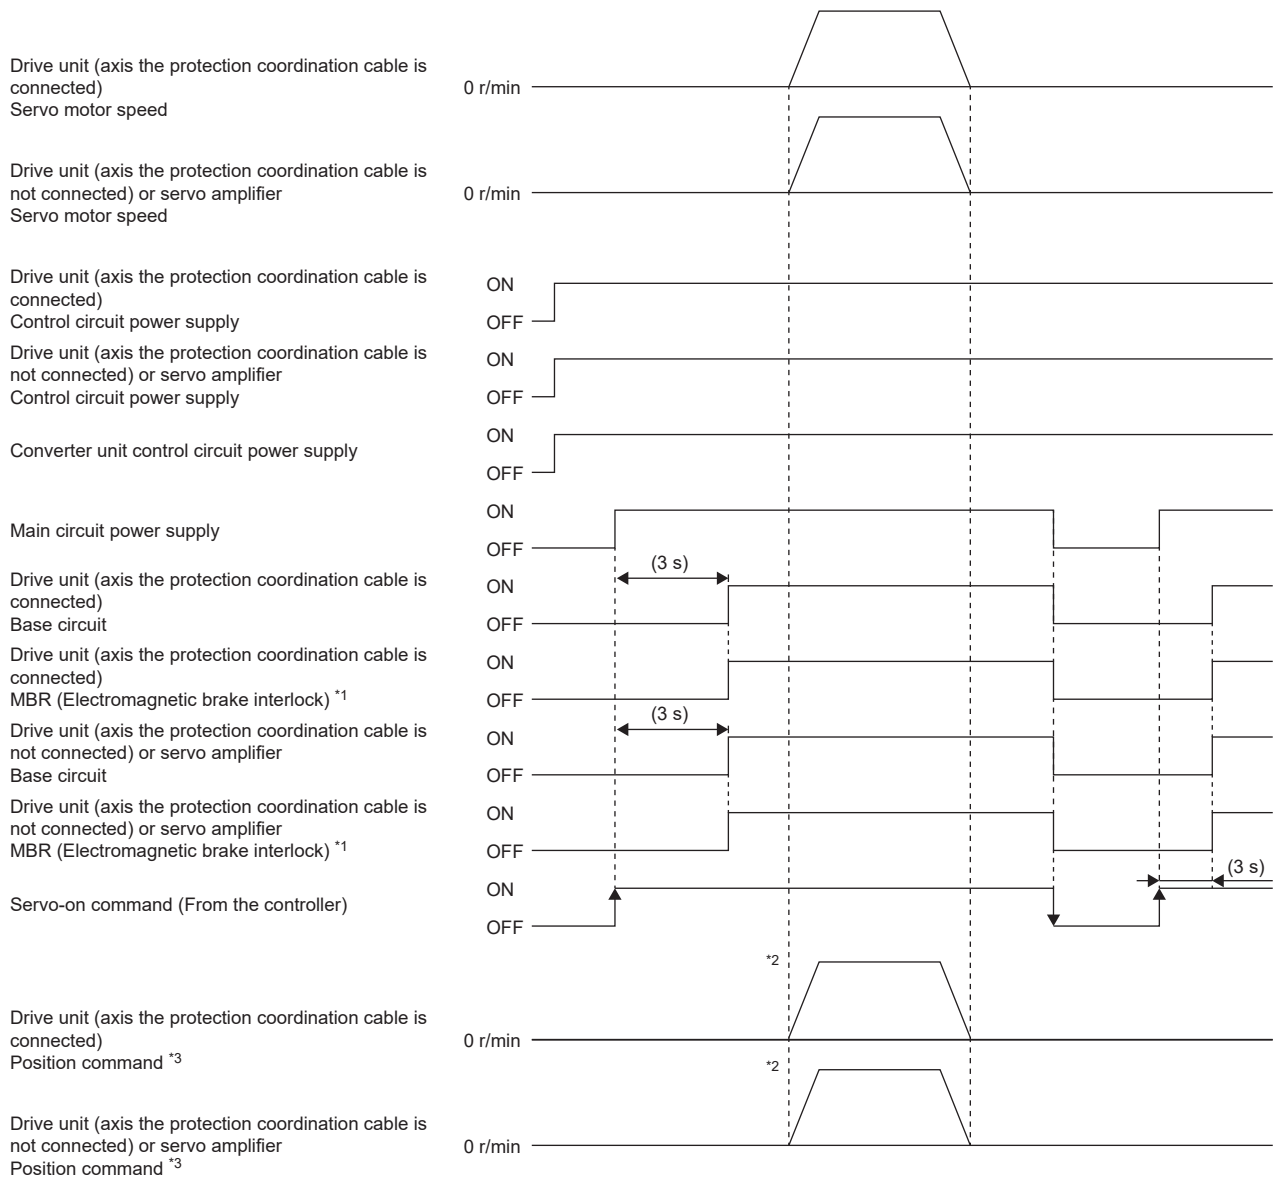 Drive unit (axis the protection coordination cable is
connected)
Servo motor speed
0 r/min
Drive unit (axis the protection coordination cable is
not connected) or servo amplifier
Servo motor speed
0 r/min
Drive unit (axis the protection coordination cable is
connected)
Control circuit power supply
ON
OFF
Drive unit (axis the protection coordination cable is
not connected) or servo amplifier
Control circuit power supply
ON
OFF
Converter unit control circuit power supply
ON
OFF
Main circuit power supply
ON
OFF
(3 s)
Drive unit (axis the protection coordination cable is
connected)
Base circuit
ON
OFF
Drive unit (axis the protection coordination cable is
connected)
MBR (Electromagnetic brake interlock) *1
ON
OFF
(3 s)
Drive unit (axis the protection coordination cable is
not connected) or servo amplifier
Base circuit
ON
OFF
Drive unit (axis the protection coordination cable is
not connected) or servo amplifier
MBR (Electromagnetic brake interlock) *1
ON
OFF
(3 s)
Servo-on command (From the controller)
ON
OFF
*2
Drive unit (axis the protection coordination cable is
connected)
Position command *3
0 r/min
*2
Drive unit (axis the protection coordination cable is
not connected) or servo amplifier
Position command *3
0 r/min